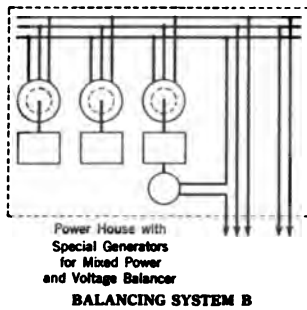 Power House with
Special Generators
for Mixed Power
and Voltage Balancer
BALANCING SYSTEM B